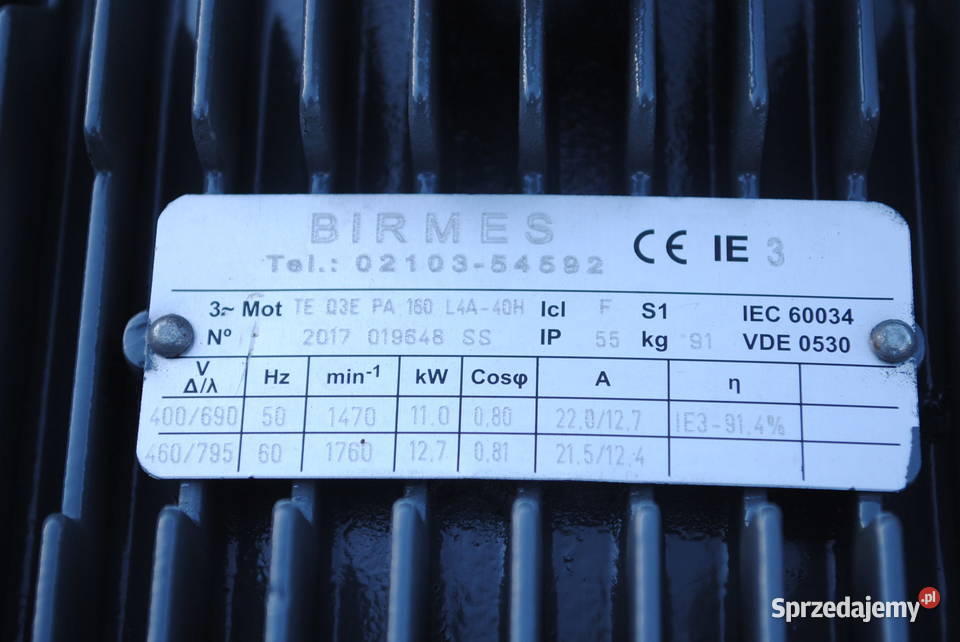 BIRMES
Tel.: 02103-54592
CE IE 3
3~ Mot TE Q3E PA 160 L4A-40H Icl F S1 IEC 60034
Nº 2017 019648 SS IP 55 kg 91 VDE 0530
V Δ/λ Hz min-1 kW Cosφ A η
400/690 50 1470 11,0 0,80 22,0/12,7 IE3-91,4%
460/795 60 1760 12,7 0,81 21,5/12,4
Sprzedajemy.pl